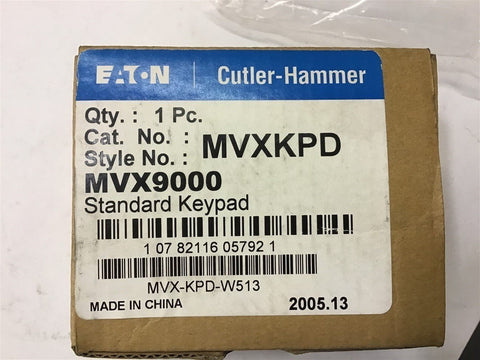 EATON Cutler-Hammer
Qty. : 1 Pc.
Cat. No. :
Style No. : MVXKPD
MVX9000
Standard Keypad
1 07 82116 05792 1
MVX-KPD-W513
MADE IN CHINA 2005.13